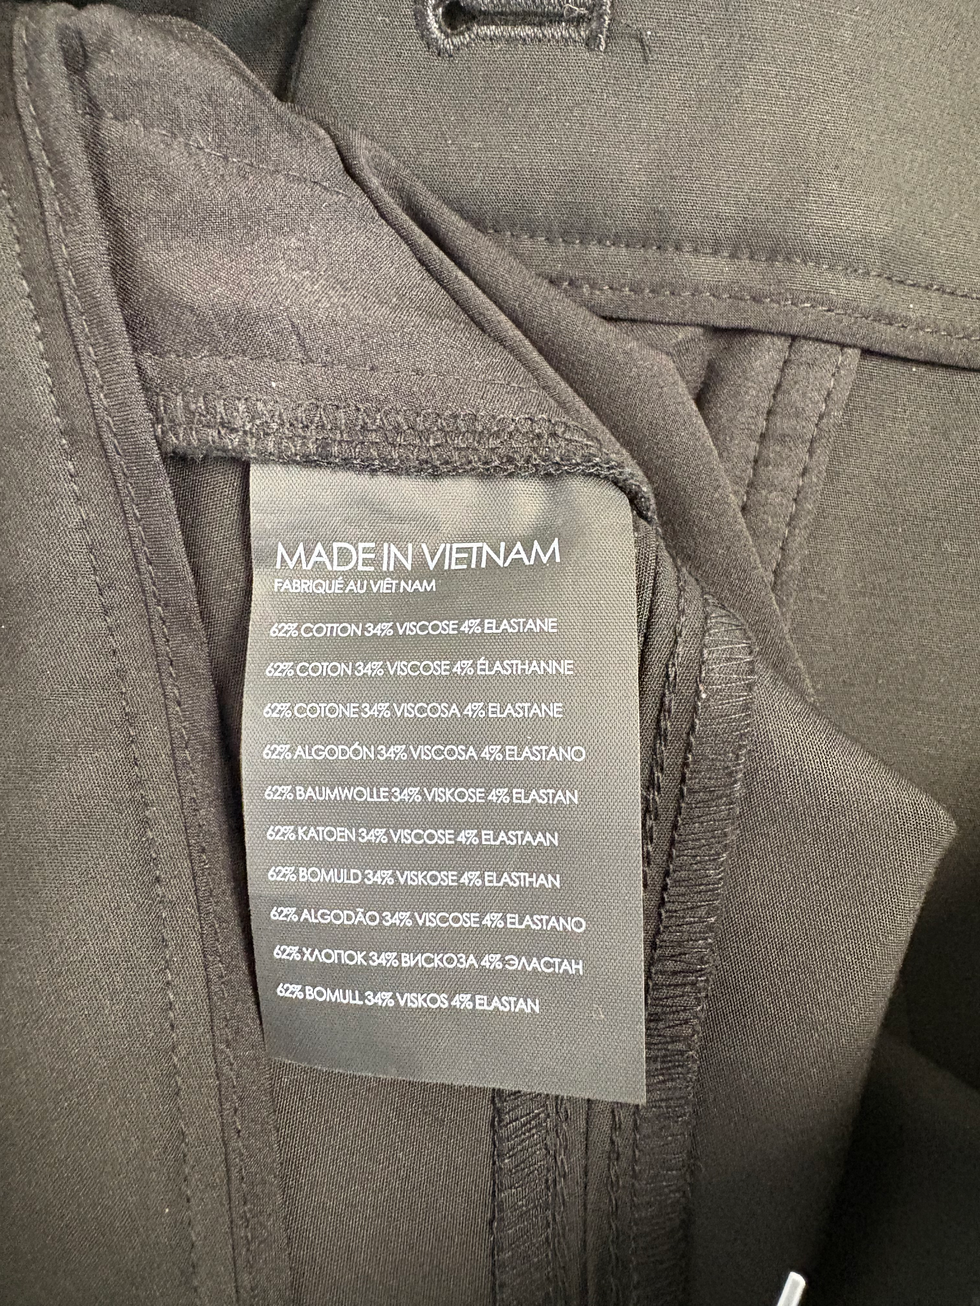 MADE IN VIETNAM
FABRIQUÉ AU VIÊT NAM
62% COTTON 34% VISCOSE 4% ELASTANE
62% COTON 34% VISCOSE 4% ÉLASTHANNE
62% COTONE 34% VISCOSA 4% ELASTANE
62% ALGODÓN 34% VISCOSA 4% ELASTANO
62% BAUMWOLLE 34% VISKOSE 4% ELASTAN
62% KATOEN 34% VISCOSE 4% ELASTAAN
62% BOMULD 34% VISKOSE 4% ELASTHAN
62% ALGODÃO 34% VISCOSE 4% ELASTANO
62% ХЛОПОК 34% ВИСКОЗА 4% ЭЛАСТАН
62% BOMULL 34% VISKOS 4% ELASTAN